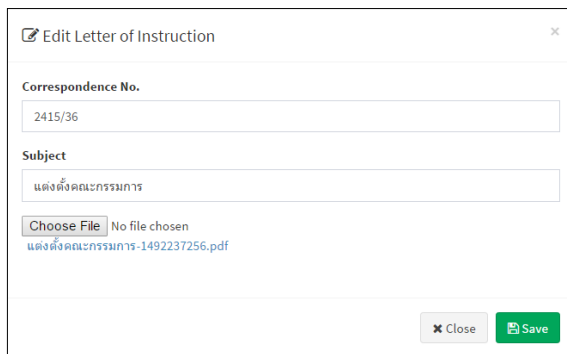 Edit Letter of Instruction
×
Correspondence No.
2415/36
Subject
แต่งตั้งคณะกรรมการ
Choose File No file chosen
แต่งตั้งคณะกรรมการ-1492237256.pdf
✖ Close Save